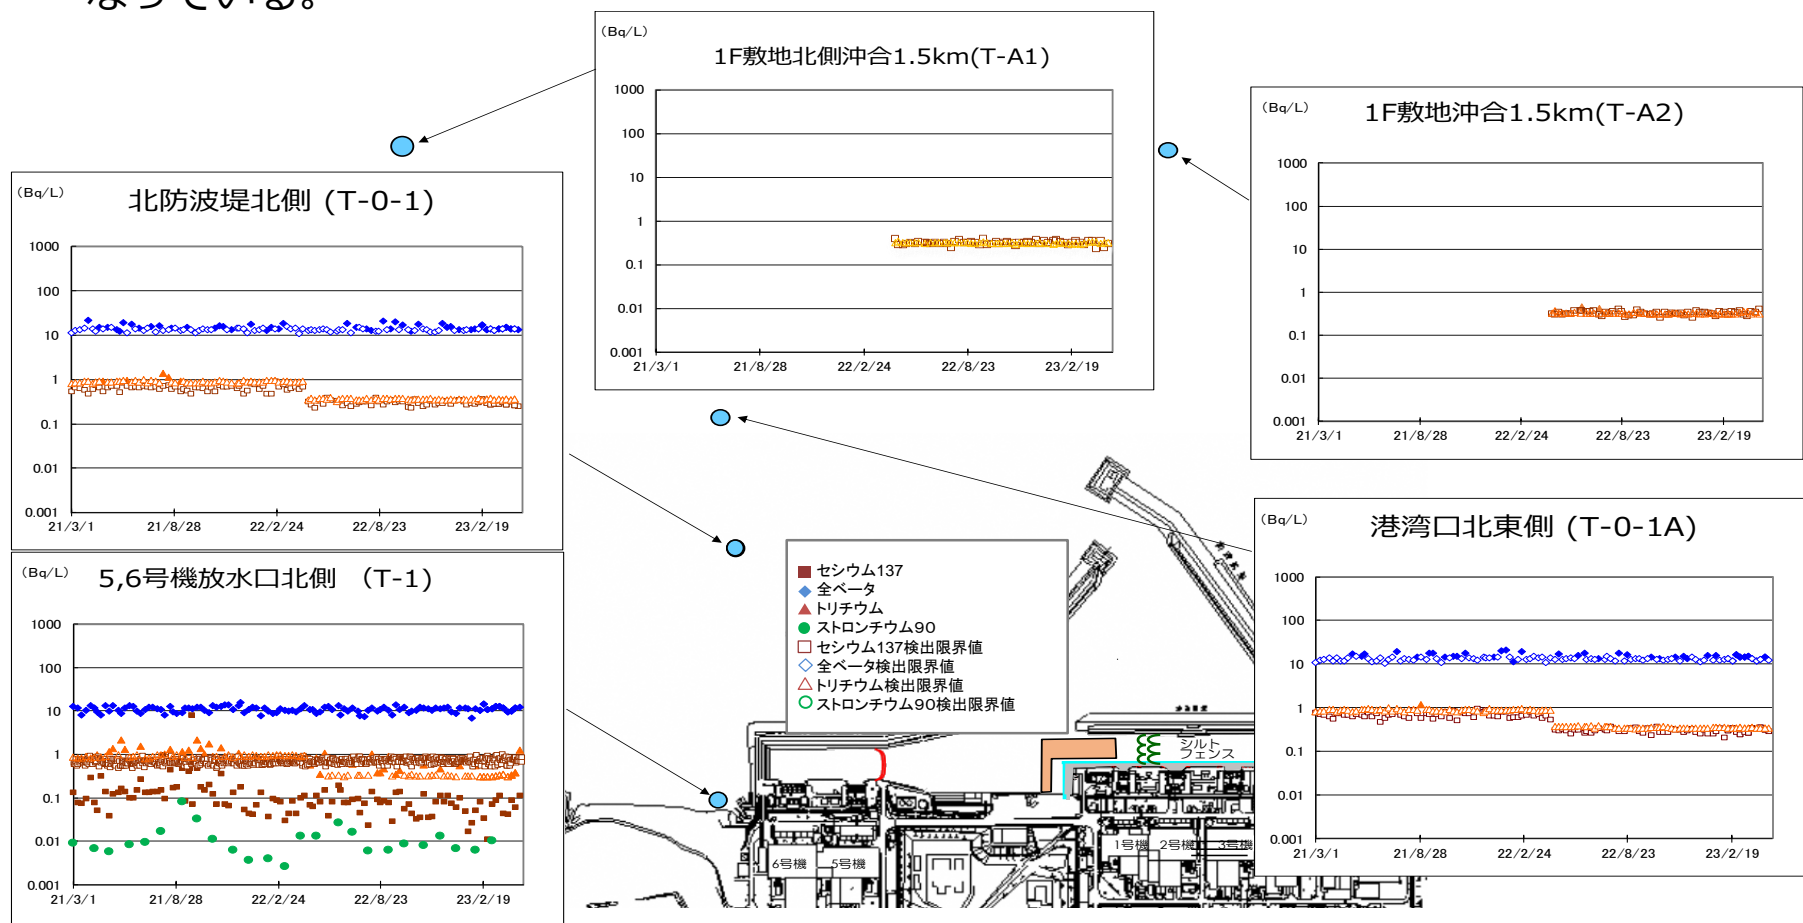 なっている。
(Bq/L)
1F敷地北側沖合1.5km(T-A1)
1000
100
10
1
0.1
0.01
0.001
21/3/1 21/8/28 22/2/24 22/8/23 23/2/19
(Bq/L)
1F敷地沖合1.5km(T-A2)
1000
100
10
1
0.1
0.01
0.001
21/3/1 21/8/28 22/2/24 22/8/23 23/2/19
(Bq/L)
北防波堤北側 (T-0-1)
1000
100
10
1
0.1
0.01
0.001
21/3/1 21/8/28 22/2/24 22/8/23 23/2/19
(Bq/L)
5,6号機放水口北側 (T-1)
1000
100
10
1
0.1
0.01
0.001
21/3/1 21/8/28 22/2/24 22/8/23 23/2/19
セシウム137
全ベータ
トリチウム
ストロンチウム90
セシウム137検出限界値
全ベータ検出限界値
トリチウム検出限界値
ストロンチウム90検出限界値
(Bq/L)
港湾口北東側 (T-0-1A)
1000
100
10
1
0.1
0.01
0.001
21/3/1 21/8/28 22/2/24 22/8/23 23/2/19
シルト
フェンス
6号機 5号機
1号機 2号機 3号機